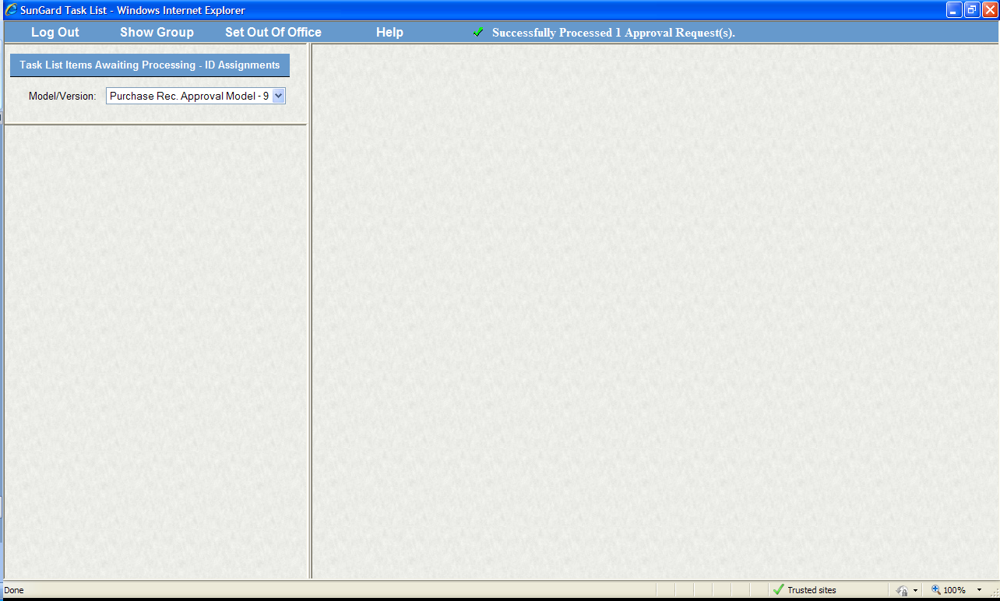 SunGard Task List - Windows Internet Explorer
Log Out Show Group Set Out Of Office Help Successfully Processed 1 Approval Request(s).
Task List Items Awaiting Processing - ID Assignments
Model/Version: Purchase Rec. Approval Model - 9
Done Trusted sites 100%